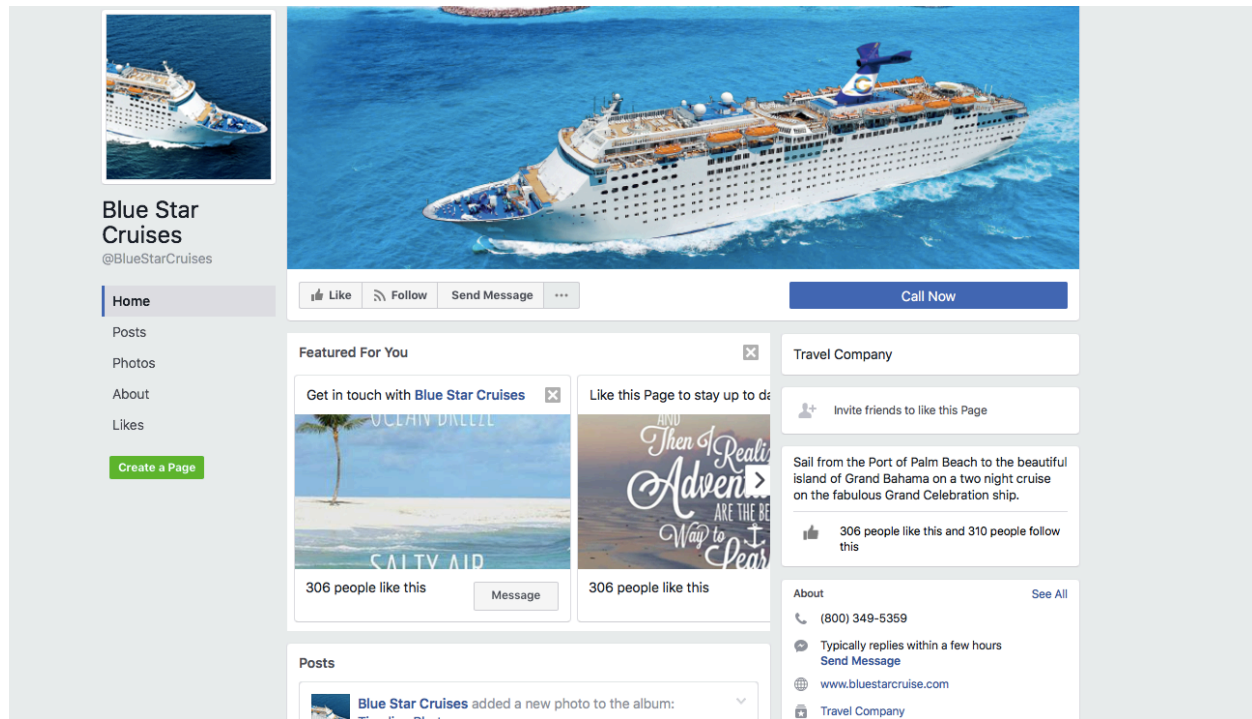 Blue Star
Cruises
@BlueStarCruises
Home
Posts
Photos
About
Likes
Create a Page
Like
Follow
Send Message
Call Now
Featured For You
Get in touch with Blue Star Cruises
OCEAN BREEZE
SALTY AIR
306 people like this
Message
Like this Page to stay up to da
AND
Then I Realiz
Adven
ARE THE BE
Way to
Lear
306 people like this
Posts
Blue Star Cruises added a new photo to the album:
Travel Company
Invite friends to like this Page
Sail from the Port of Palm Beach to the beautiful
island of Grand Bahama on a two night cruise
on the fabulous Grand Celebration ship.
306 people like this and 310 people follow
this
About
See All
(800) 349-5359
Typically replies within a few hours
Send Message
www.bluestarcruise.com
Travel Company